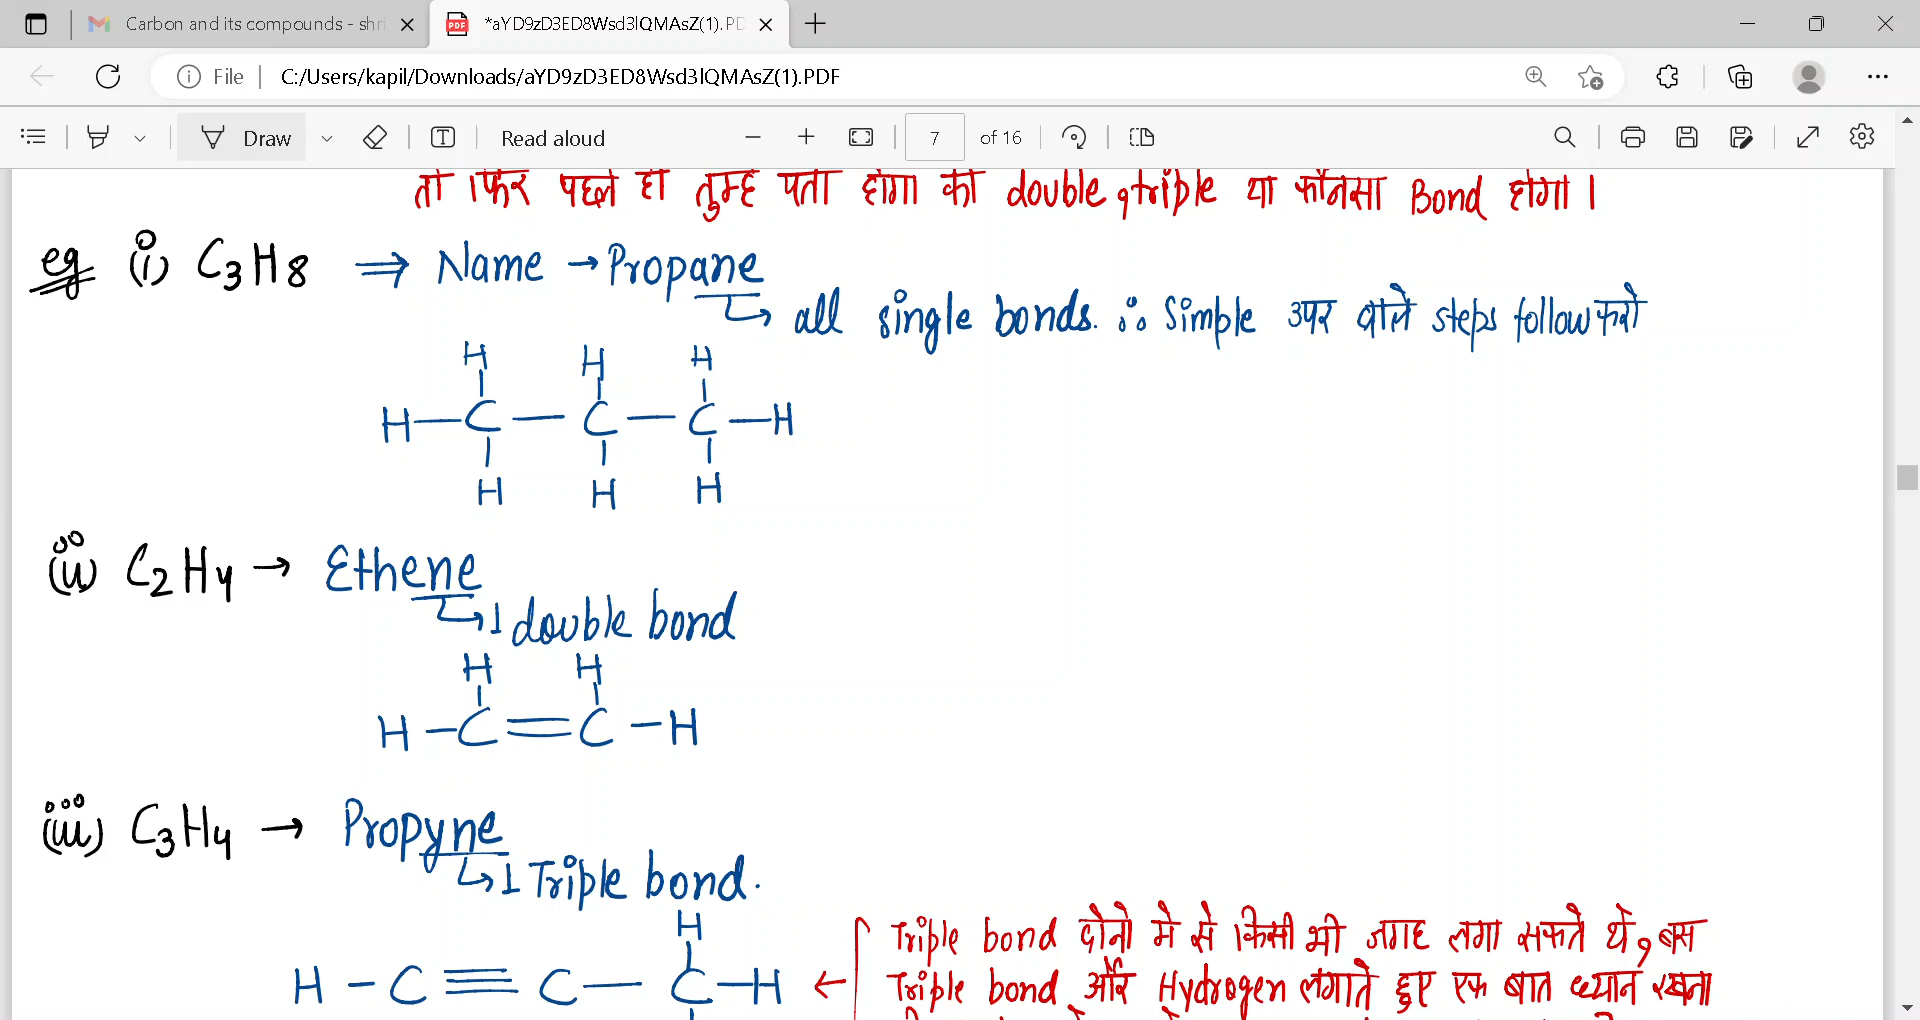 Carbon and its compounds - shri
*aYD9zD3ED8Wsd3lQMAsZ(1).PD
File
C:/Users/kapil/Downloads/aYD9zD3ED8Wsd3lQMAsZ(1).PDF
Draw
Read aloud
7 of 16
तो फिर पहले ही तुम्हे पता होगा की double, triple या कौनसा Bond होगा।
eg (i) C3H8 ⇒ Name → Propane
all single bonds. ∴ Simple उपर वाले steps follow करो
H H H
H—C—C—C—H
H H H
(ii) C2H4 → Ethene
1 double bond
H H
H—C=C—H
(iii) C3H4 → Propyne
1 Triple bond.
H
H—C≡C—C—H ←
Triple bond दोनो मे से किसी भी जगह लगा सकते थे, बस
Triple bond और Hydrogen लगाते हुए एक बात ध्यान रखना